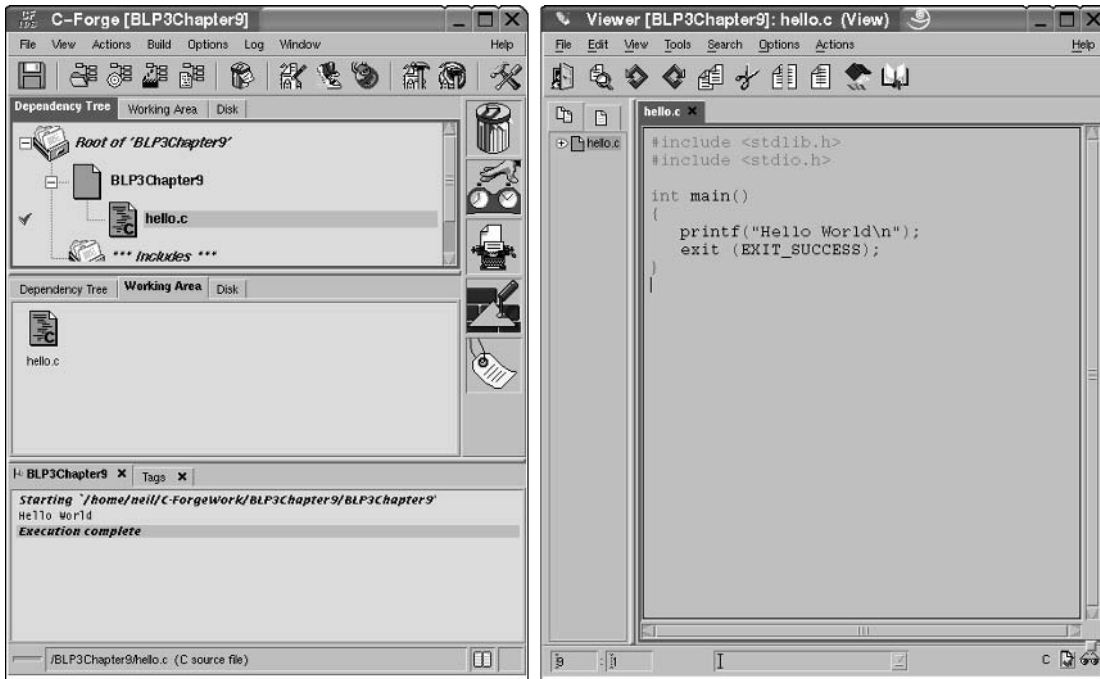 C-Forge [BLP3Chapter9]
File View Actions Build Options Log Window Help
Dependency Tree Working Area Disk
Root of 'BLP3Chapter9'
BLP3Chapter9
hello.c
*** Includes ***
Dependency Tree Working Area Disk
hello.c
BLP3Chapter9 Tags
Starting `/home/neil/C-ForgeWork/BLP3Chapter9/BLP3Chapter9'
Hello World
Execution complete
/BLP3Chapter9/hello.c (C source file)
Viewer [BLP3Chapter9]: hello.c (View)
File Edit View Tools Search Options Actions Help
hello.c
hello.c
#include <stdlib.h>
#include <stdio.h>
int main()
{
printf("Hello World\n");
exit (EXIT_SUCCESS);
}
9 : 1 C